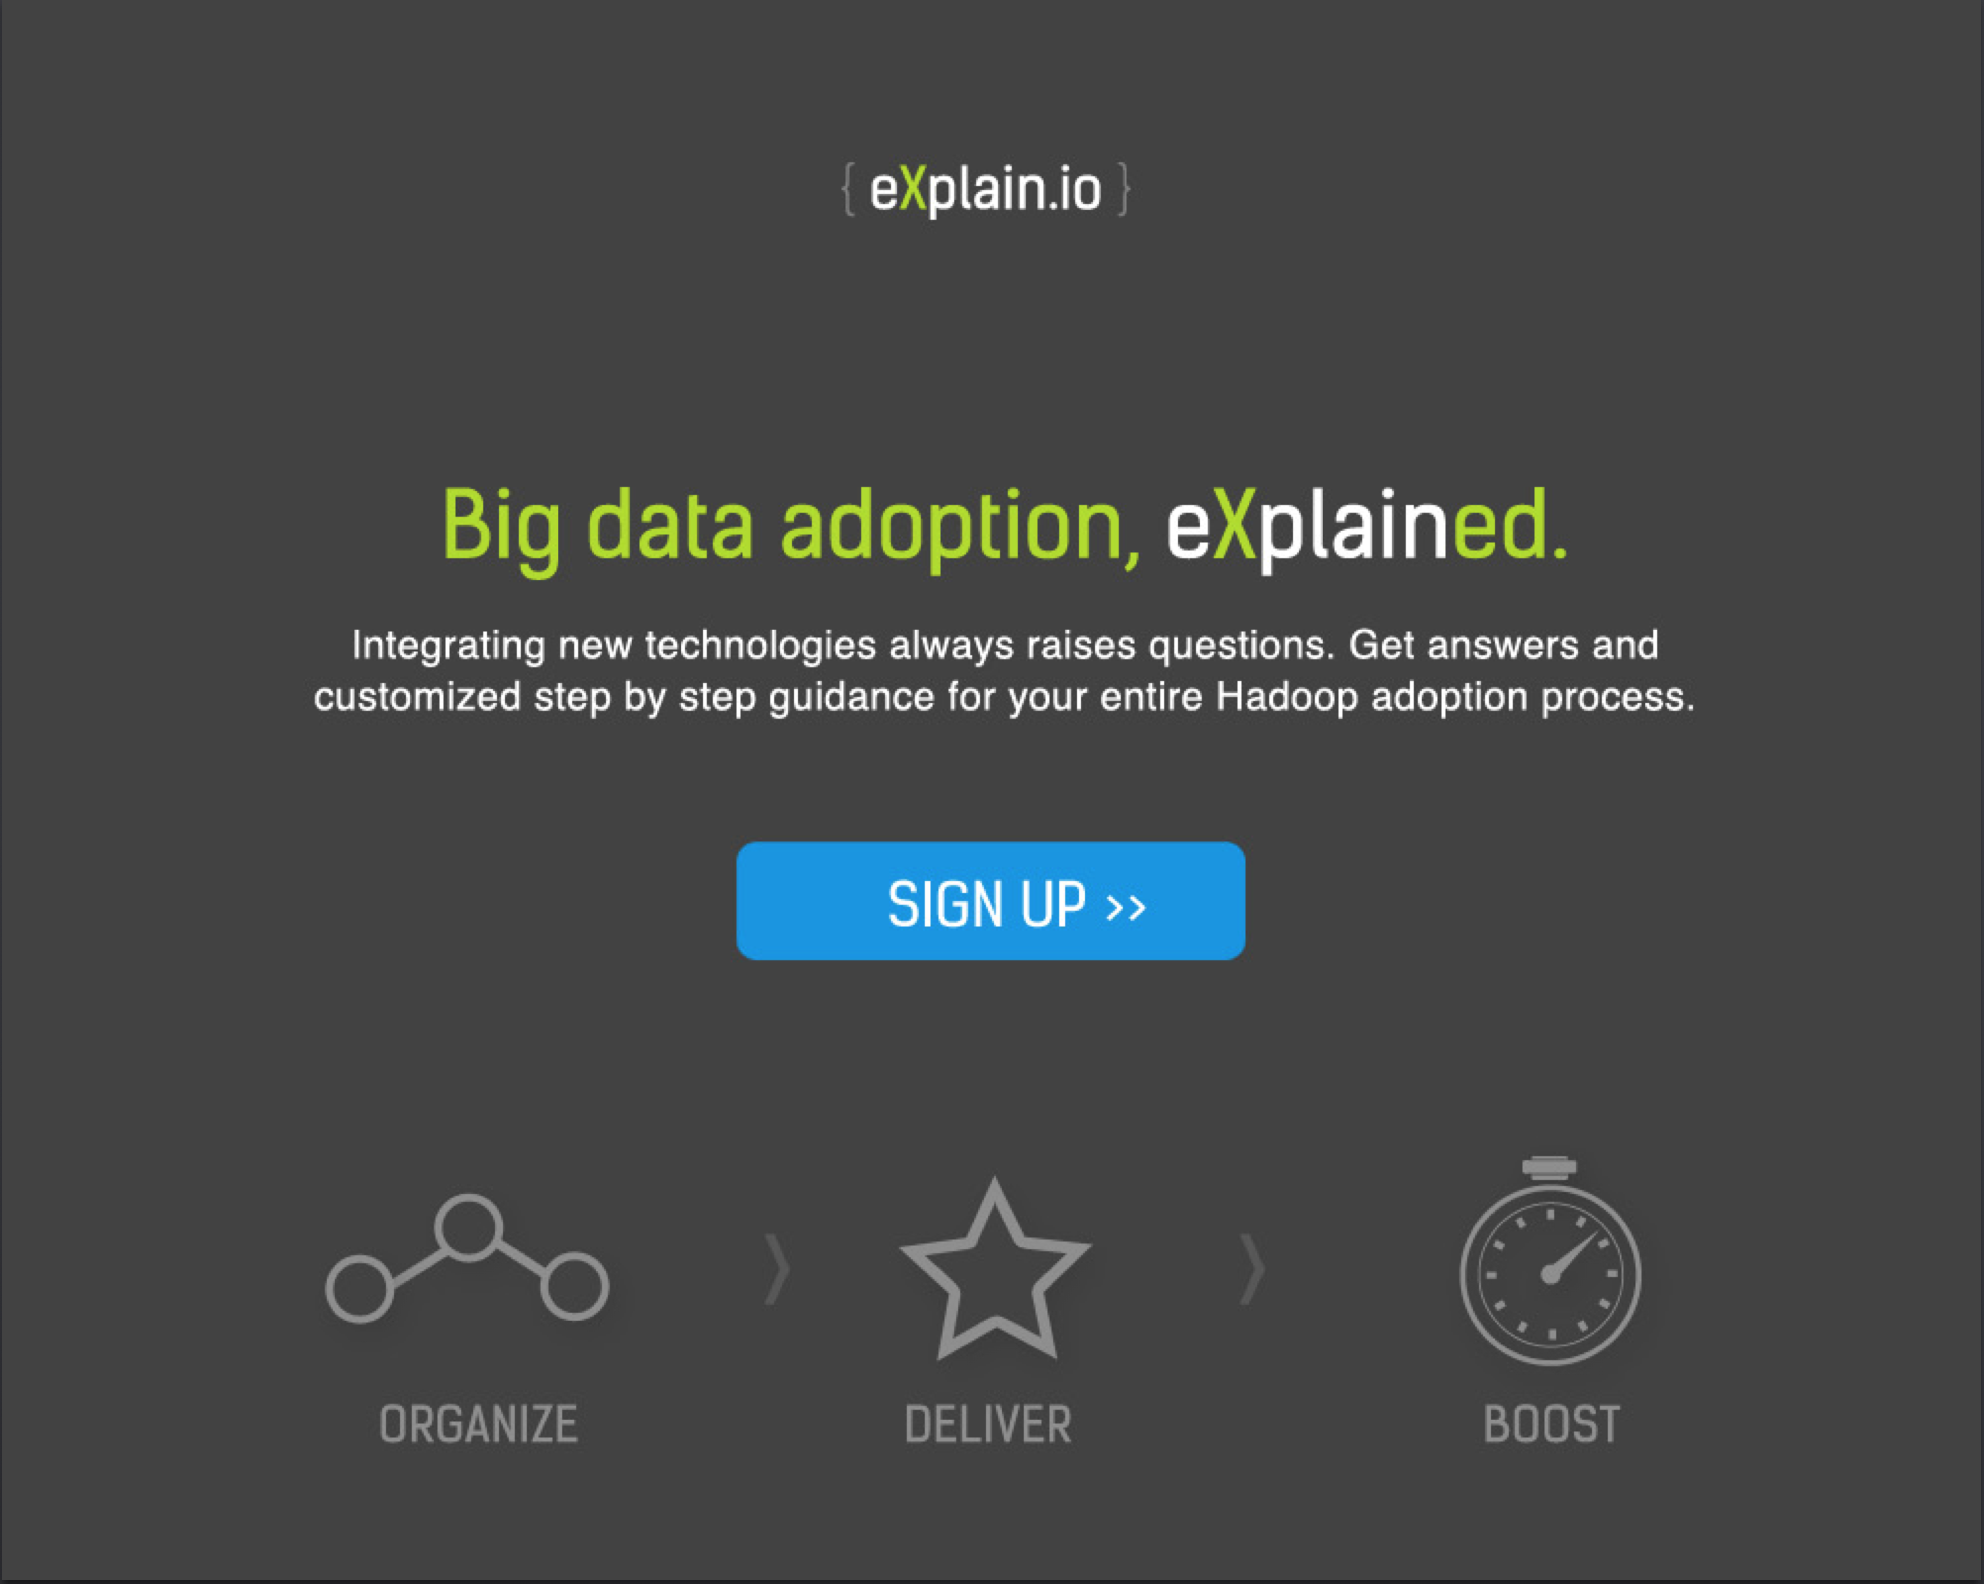 { eXplain.io }
Big data adoption, eXplained.
Integrating new technologies always raises questions. Get answers and
customized step by step guidance for your entire Hadoop adoption process.
SIGN UP >>
ORGANIZE
DELIVER
BOOST